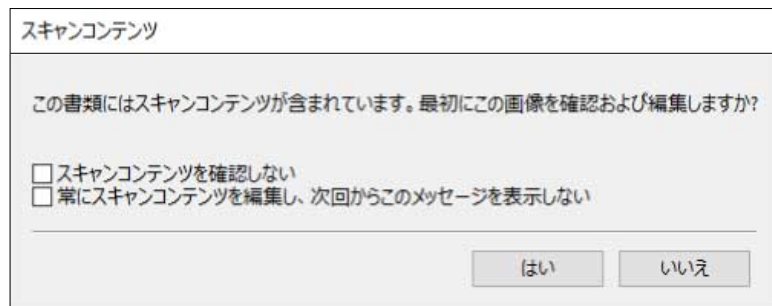 スキャンコンテンツ
この書類にはスキャンコンテンツが含まれています。最初にこの画像を確認および編集しますか?
スキャンコンテンツを確認しない
常にスキャンコンテンツを編集し、次回からこのメッセージを表示しない
はい いいえ